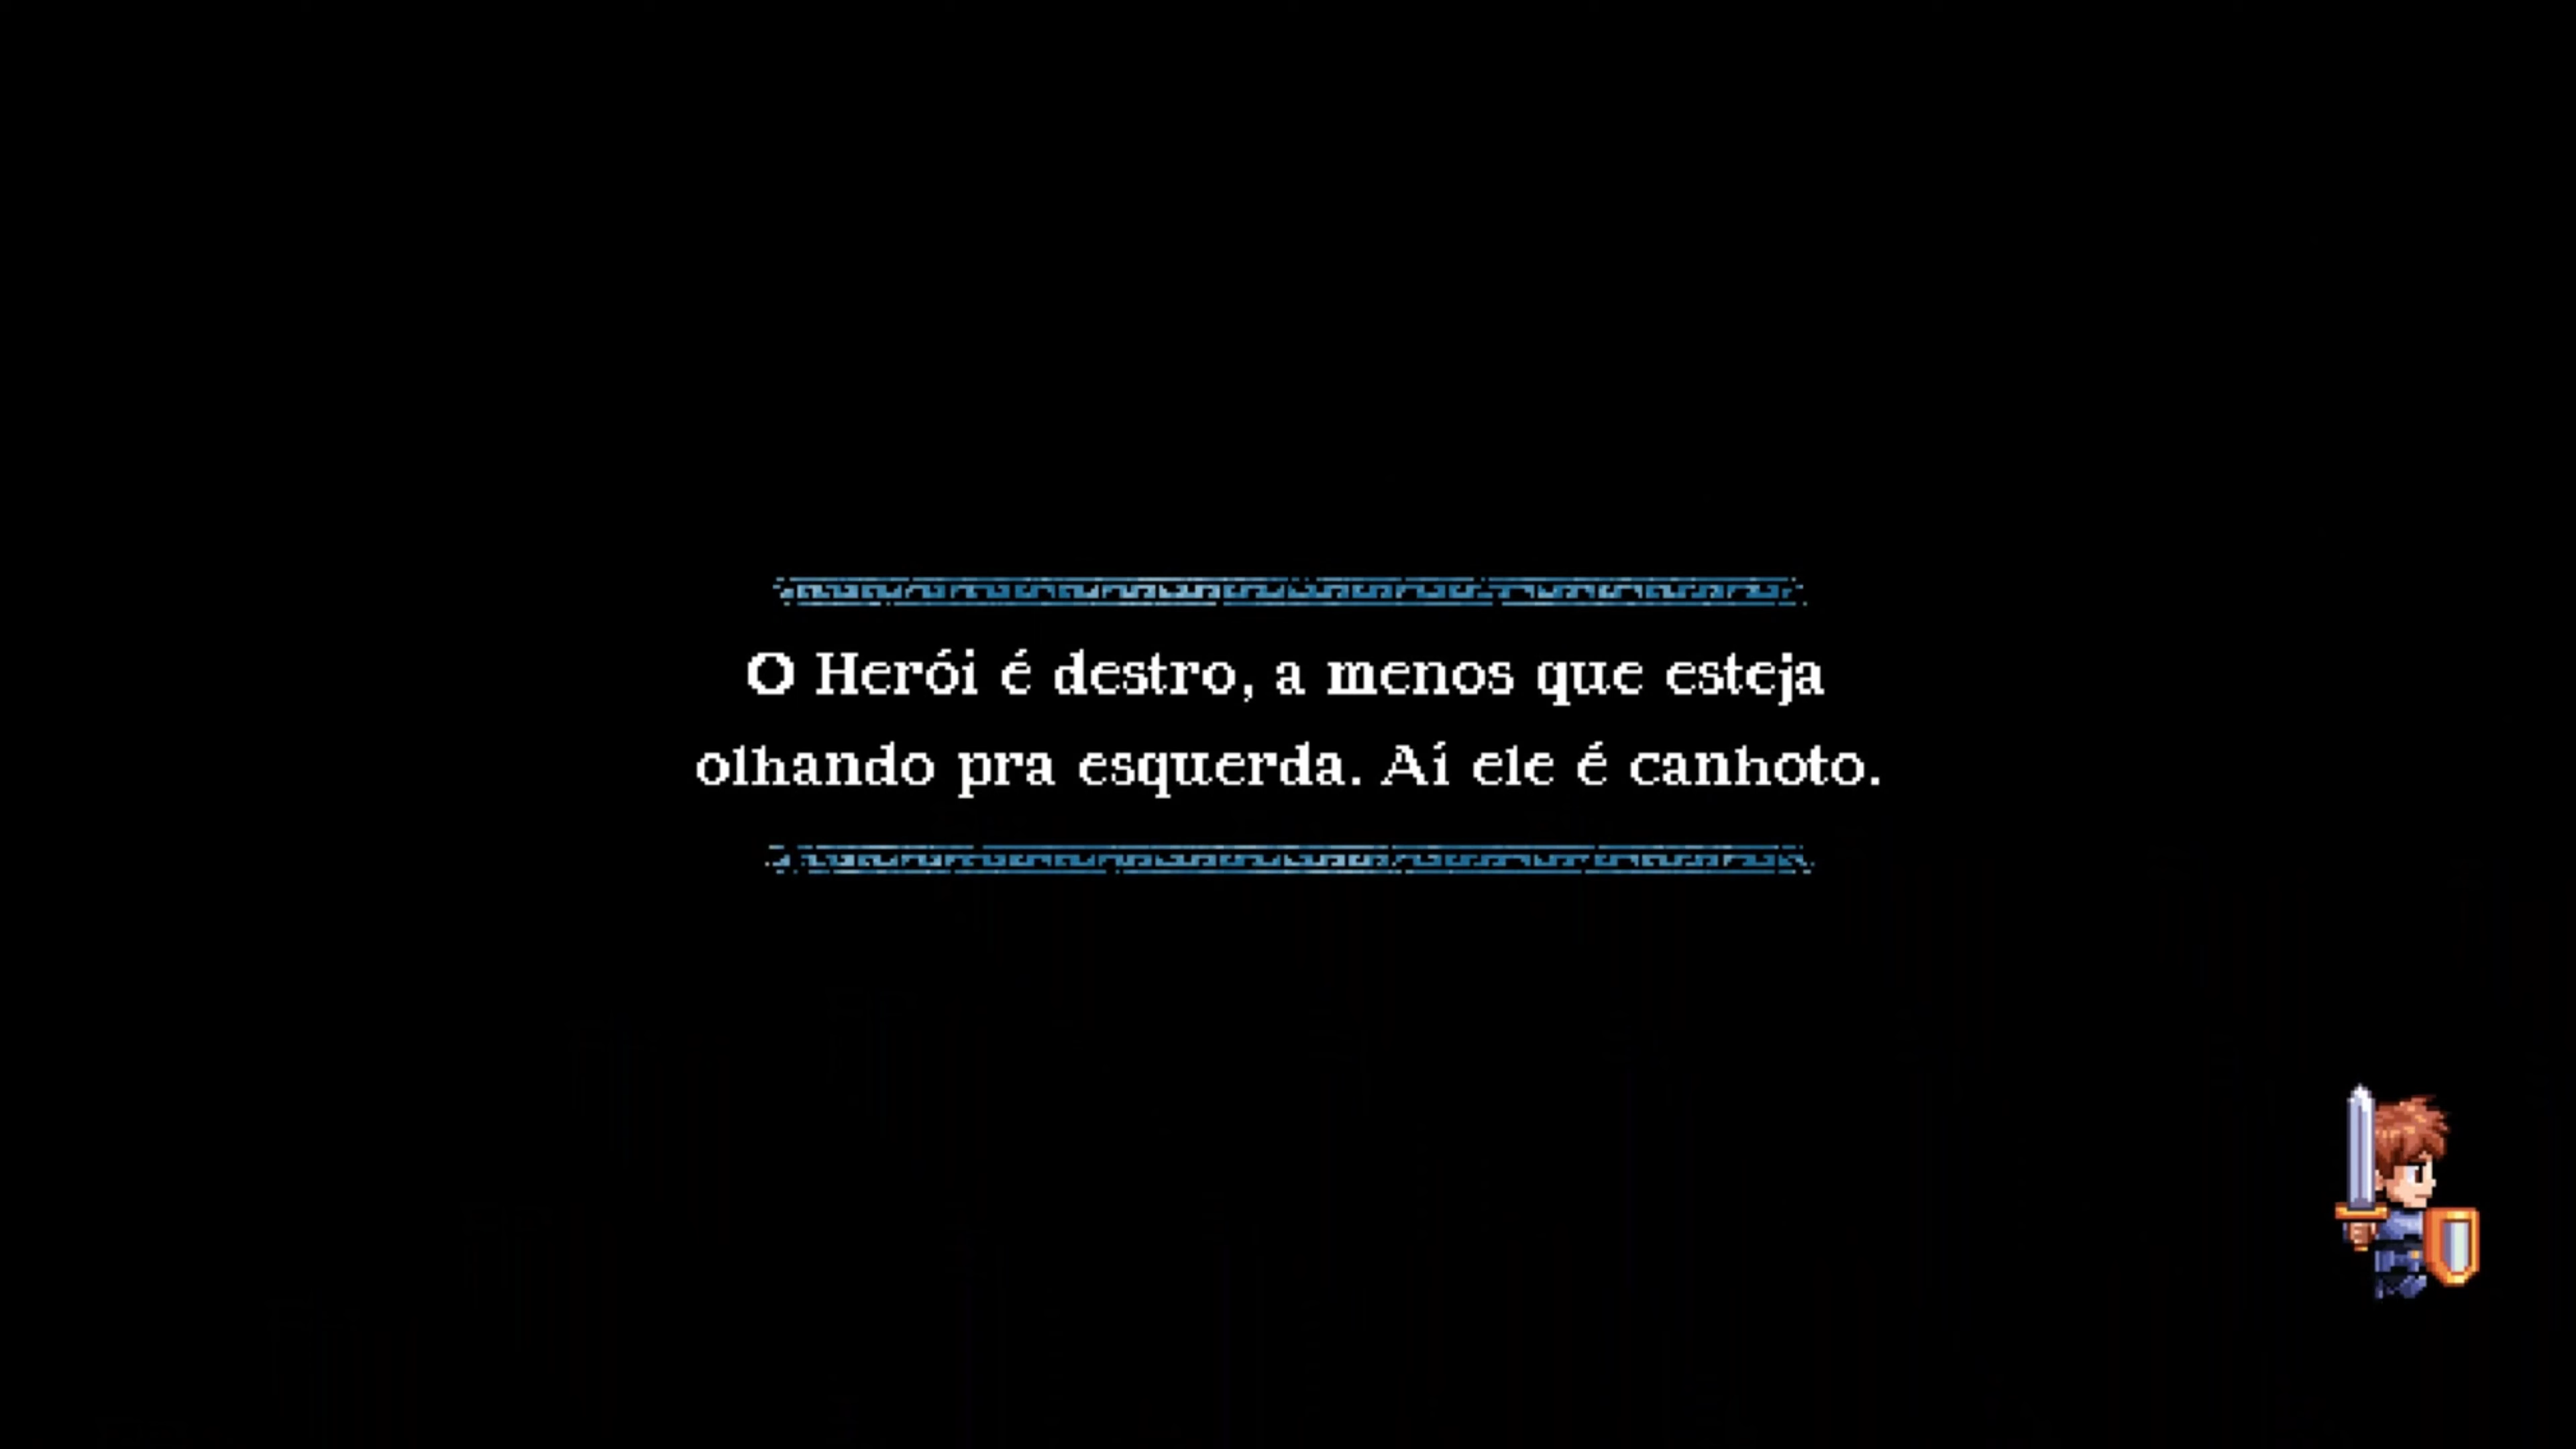 O Herói é destro, a menos que esteja
olhando pra esquerda. Aí ele é canhoto.